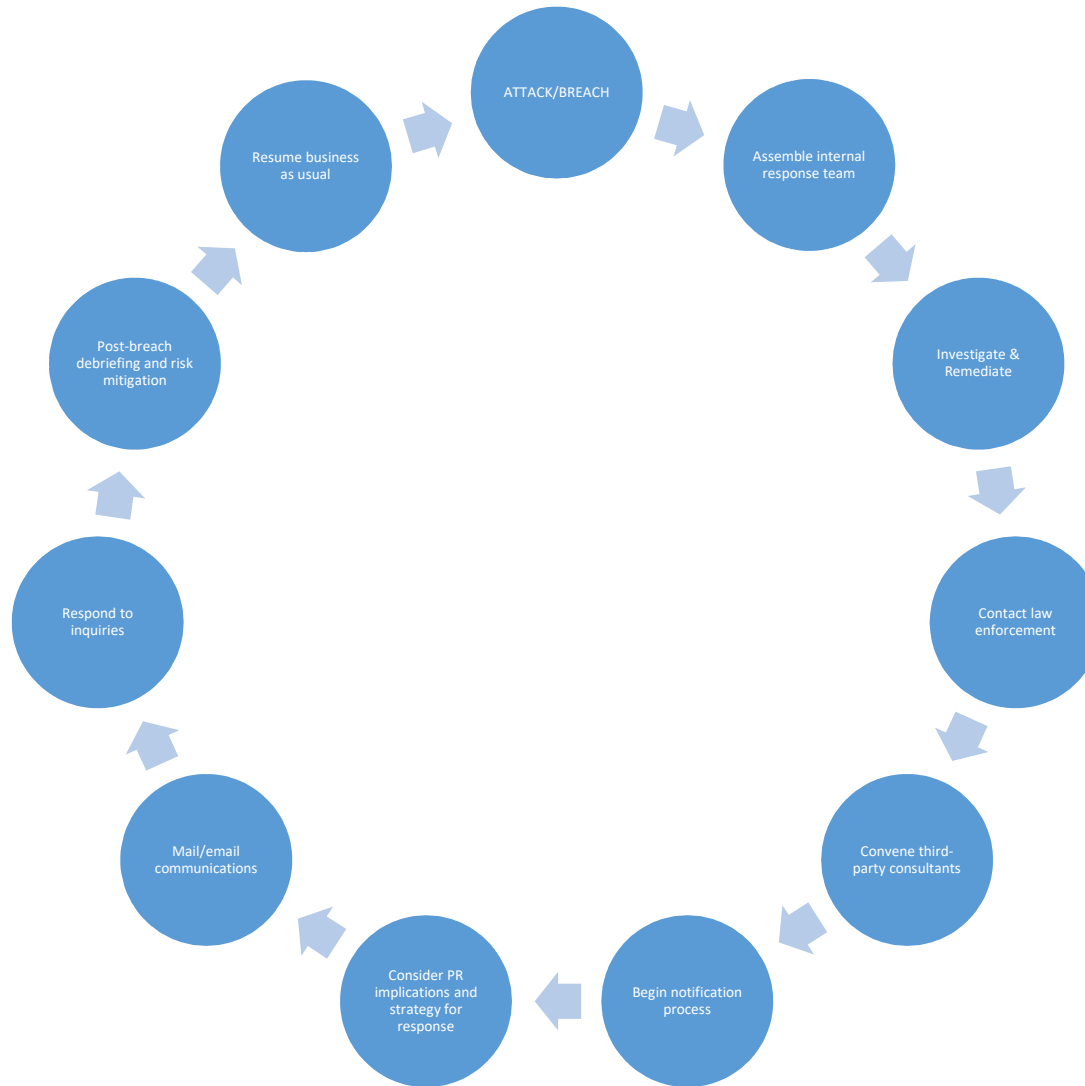 ATTACK/BREACH
Assemble internal
response team
Investigate &
Remediate
Contact law
enforcement
Convene third-
party consultants
Begin notification
process
Consider PR
implications and
strategy for
response
Mail/email
communications
Respond to
inquiries
Post-breach
debriefing and risk
mitigation
Resume business
as usual